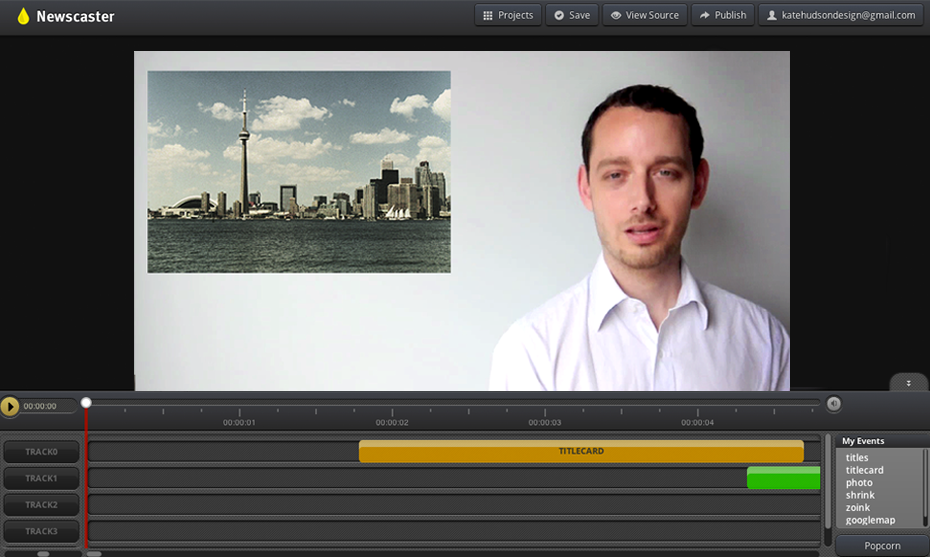 Newscaster
Projects
Save
View Source
Publish
katehudsondesign@gmail.com
00:00:00
00:00:01
00:00:02
00:00:03
00:00:04
TRACK0
TITLECARD
TRACK1
TRACK2
TRACK3
My Events
titles
titlecard
photo
shrink
zoink
googlemap
Popcorn